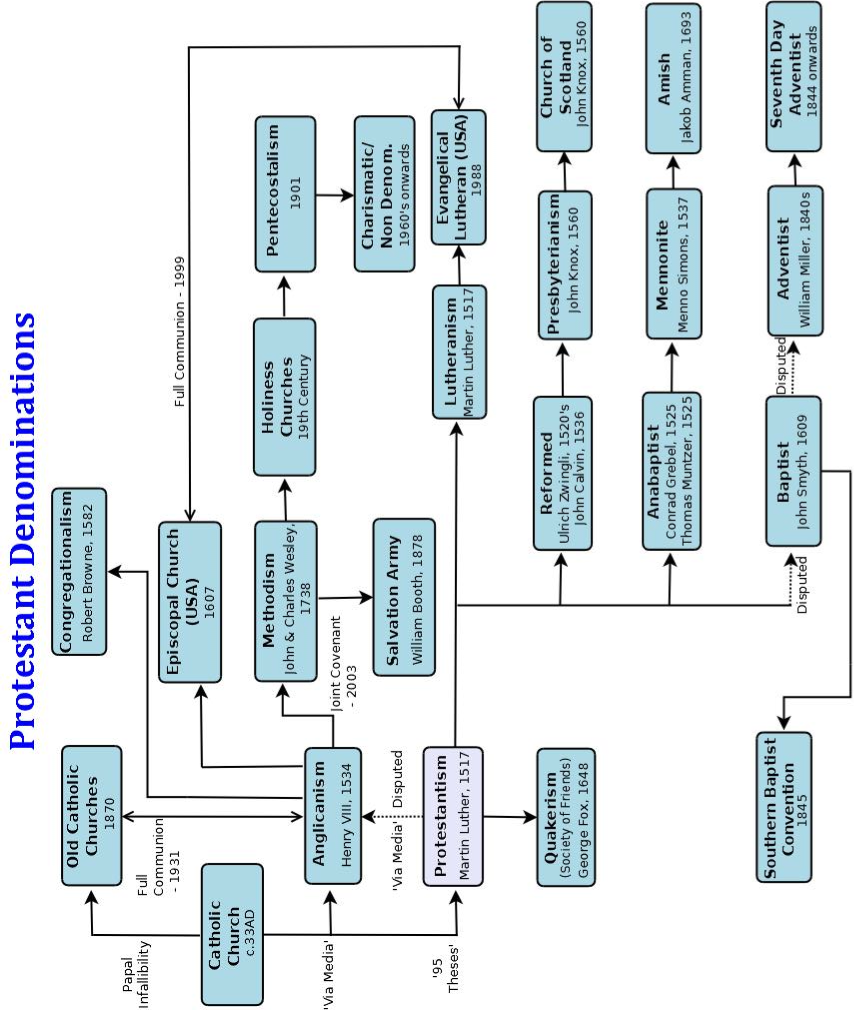 Protestant Denominations
Papal
Infallibility
Old Catholic
Churches
1870
Full
Communion
- 1931
Catholic
Church
c.33AD
'Via Media'
'95
Theses'
Anglicanism
Henry VIII, 1534
'Via Media'
Disputed
Protestantism
Martin Luther, 1517
Quakerism
(Society of Friends)
George Fox, 1648
Congregationalism
Robert Browne, 1582
Episcopal Church
(USA)
1607
Full Communion - 1999
Methodism
John & Charles Wesley,
1738
Joint Covenant
- 2003
Salvation Army
William Booth, 1878
Holiness
Churches
19th Century
Pentecostalism
1901
Charismatic/
Non Denom.
1960's onwards
Lutheranism
Martin Luther, 1517
Evangelical
Lutheran (USA)
1988
Reformed
Ulrich Zwingli, 1520's
John Calvin, 1536
Presbyterianism
John Knox, 1560
Church of
Scotland
John Knox, 1560
Anabaptist
Conrad Grebel, 1525
Thomas Muntzer, 1525
Mennonite
Menno Simons, 1537
Amish
Jakob Amman, 1693
Disputed
Baptist
John Smyth, 1609
Disputed
Adventist
William Miller, 1840s
Seventh Day
Adventist
1844 onwards
Southern Baptist
Convention
1845